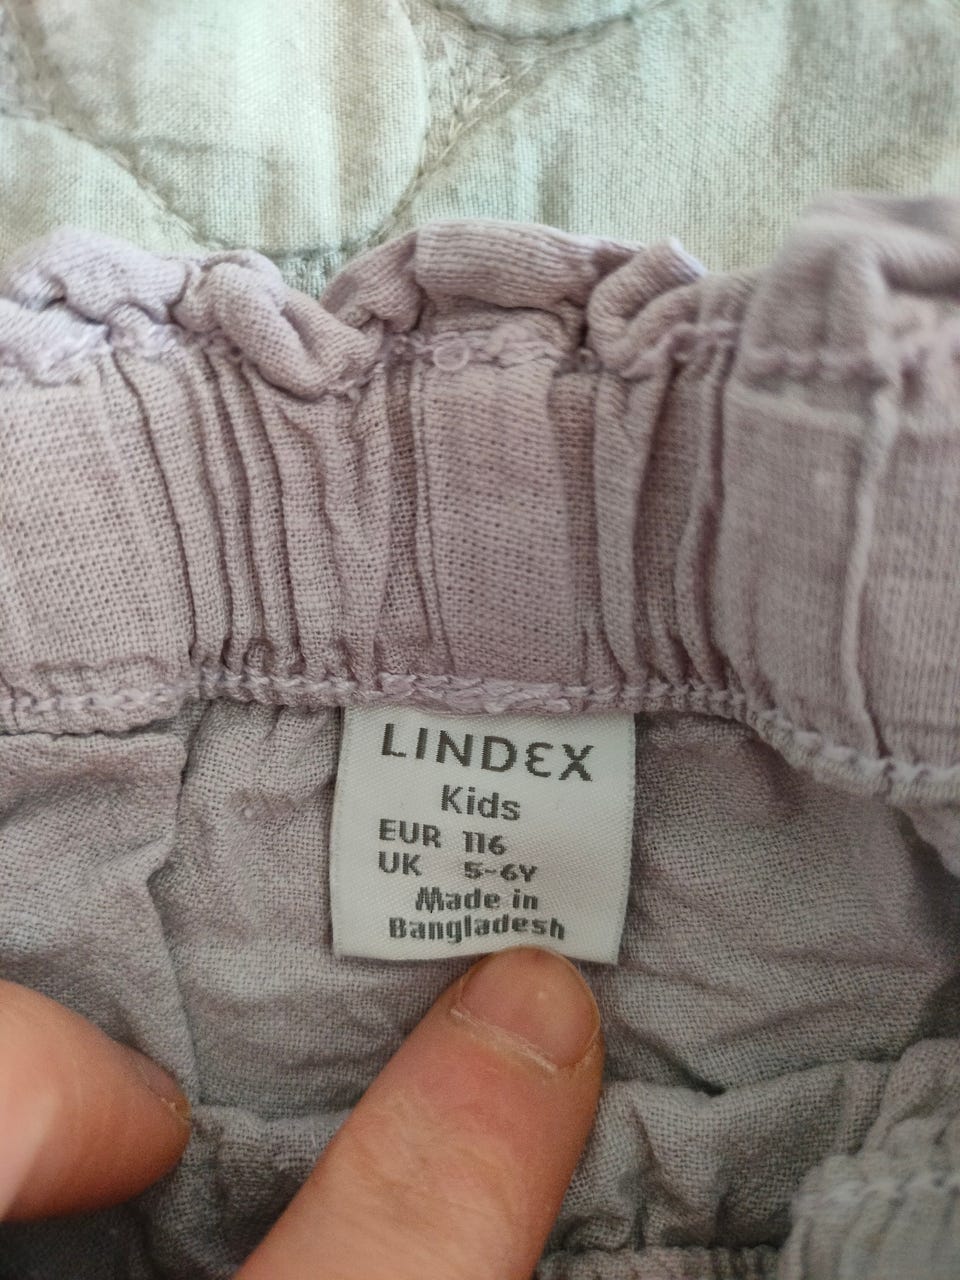 LINDEX
Kids
EUR 116
UK 5-6Y
Made in
Bangladesh